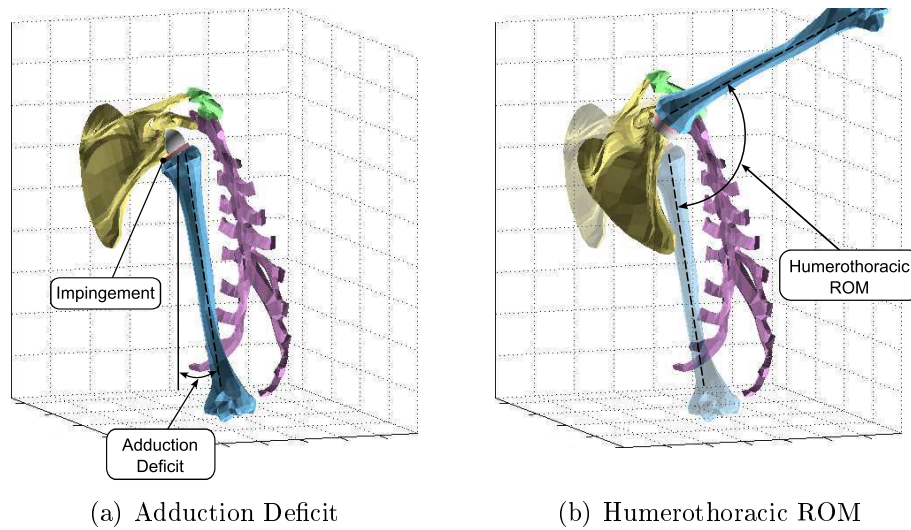 Impingement
Adduction
Deficit
Humerothoracic
ROM
(a) Adduction Deficit
(b) Humerothoracic ROM